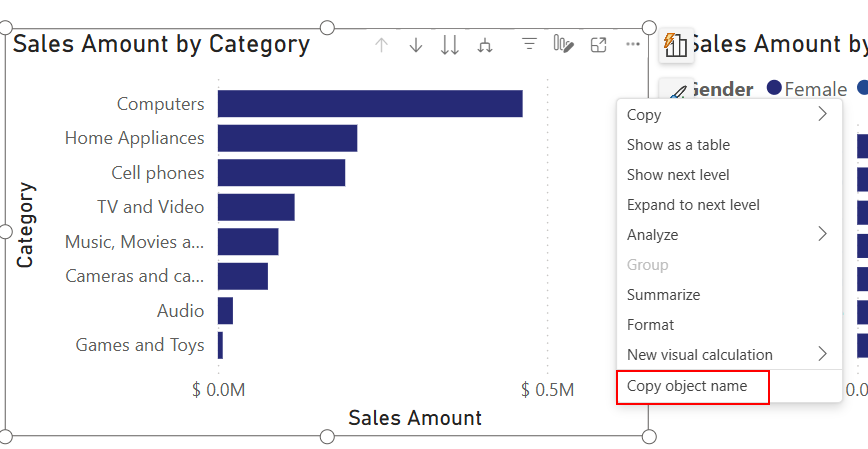 Sales Amount by Category
Computers
Home Appliances
Cell phones
TV and Video
Music, Movies a...
Cameras and ca...
Audio
Games and Toys
Category
$ 0.0M
$ 0.5M
Sales Amount
Sales Amount by
Gender
Female
Copy
Show as a table
Show next level
Expand to next level
Analyze
Group
Summarize
Format
New visual calculation
Copy object name